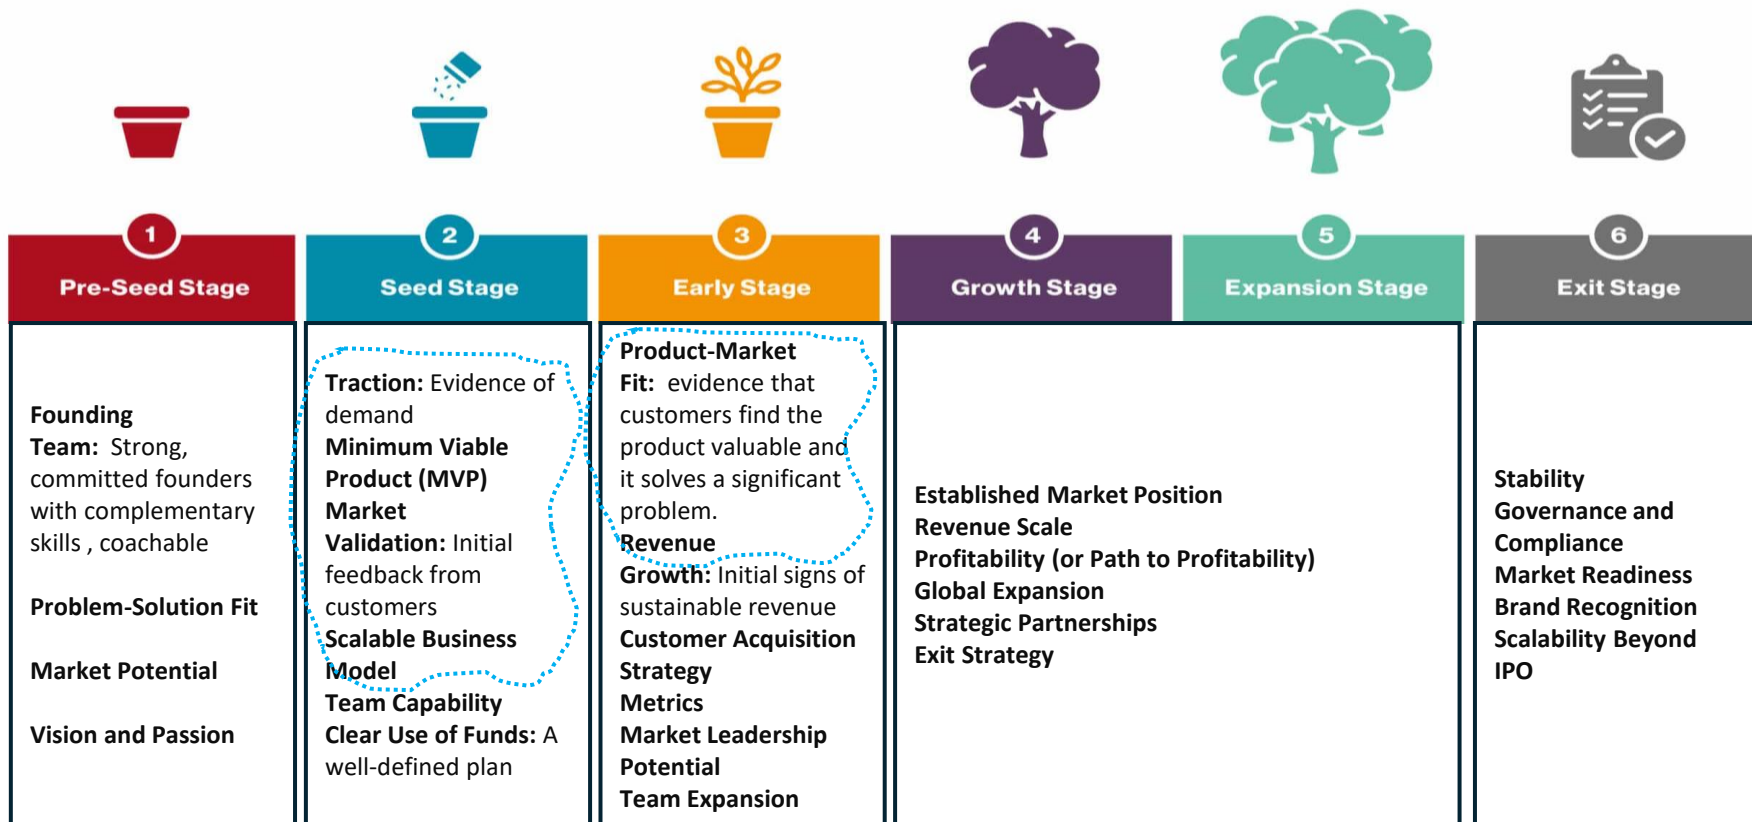 1
Pre-Seed Stage
Founding
Team: Strong,
committed founders
with complementary
skills , coachable
Problem-Solution Fit
Market Potential
Vision and Passion
2
Seed Stage
Traction: Evidence of
demand
Minimum Viable
Product (MVP)
Market
Validation: Initial
feedback from
customers
Scalable Business
Model
Team Capability
Clear Use of Funds: A
well-defined plan
3
Early Stage
Product-Market
Fit: evidence that
customers find the
product valuable and
it solves a significant
problem.
Revenue
Growth: Initial signs of
sustainable revenue
Customer Acquisition
Strategy
Metrics
Market Leadership
Potential
Team Expansion
4
Growth Stage
5
Expansion Stage
Established Market Position
Revenue Scale
Profitability (or Path to Profitability)
Global Expansion
Strategic Partnerships
Exit Strategy
6
Exit Stage
Stability
Governance and
Compliance
Market Readiness
Brand Recognition
Scalability Beyond
IPO